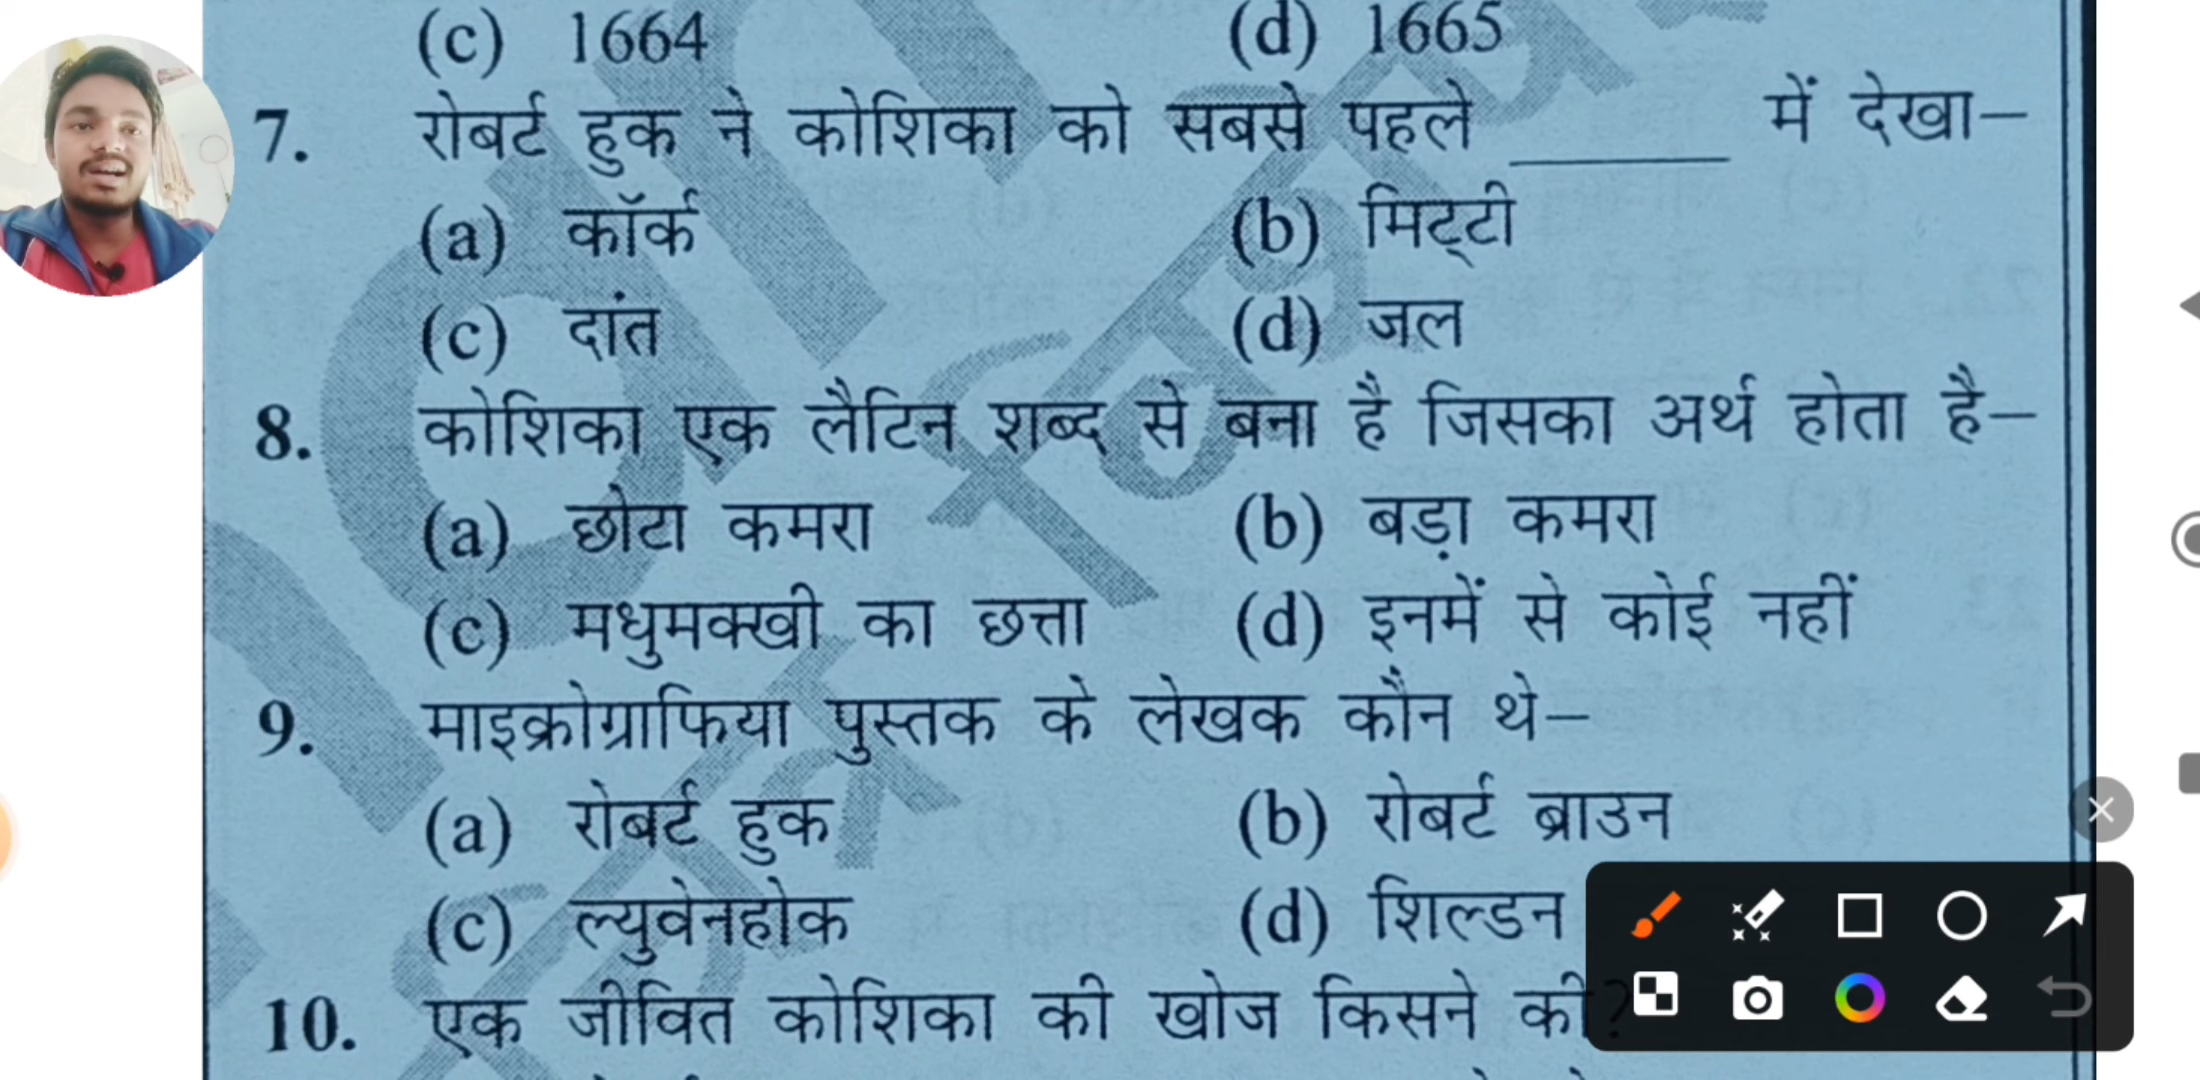 (c) 1664 (d) 1665
7. रोबर्ट हुक ने कोशिका को सबसे पहले ________ में देखा–
(a) कॉर्क (b) मिट्टी
(c) दांत (d) जल
8. कोशिका एक लैटिन शब्द से बना है जिसका अर्थ होता है–
(a) छोटा कमरा (b) बड़ा कमरा
(c) मधुमक्खी का छत्ता (d) इनमें से कोई नहीं
9. माइक्रोग्राफिया पुस्तक के लेखक कौन थे–
(a) रोबर्ट हुक (b) रोबर्ट ब्राउन
(c) ल्युवेनहोक (d) शिल्डन
10. एक जीवित कोशिका की खोज किसने की?